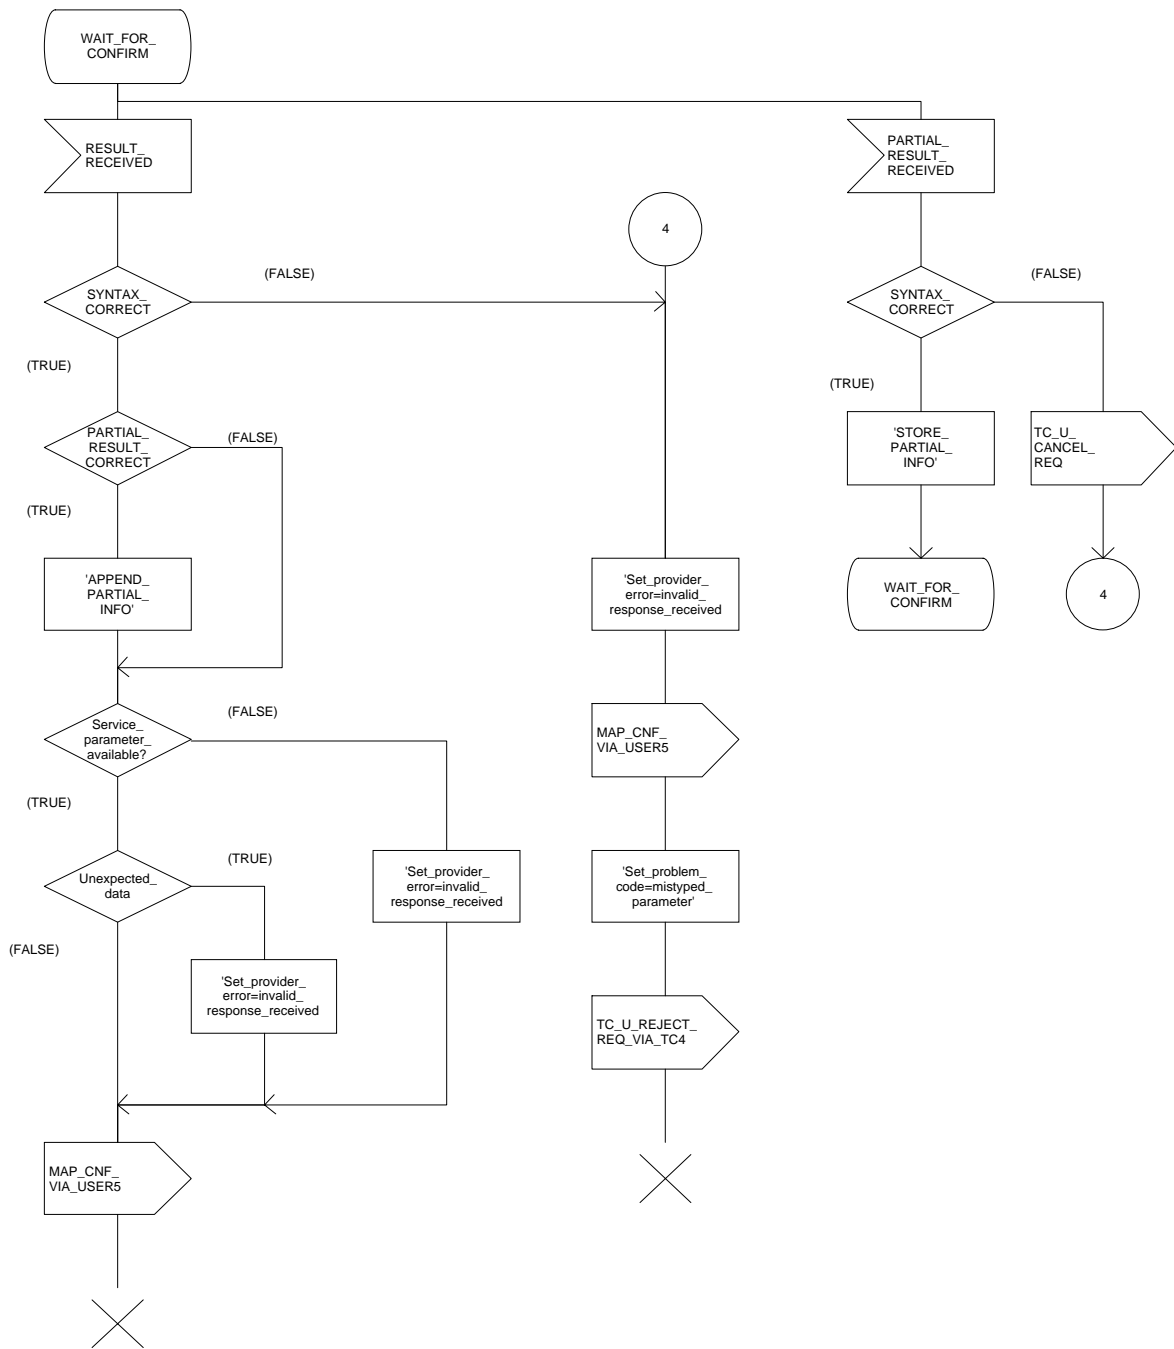 WAIT_FOR_
CONFIRM
RESULT_
RECEIVED
PARTIAL_
RESULT_
RECEIVED
4
(FALSE)
(FALSE)
SYNTAX_
CORRECT
SYNTAX_
CORRECT
(TRUE)
(TRUE)
PARTIAL_
RESULT_
CORRECT
(FALSE)
'STORE_
PARTIAL_
INFO'
TC_U_
CANCEL_
REQ
(TRUE)
'APPEND_
PARTIAL_
INFO'
'Set_provider_
error=invalid_
response_received
WAIT_FOR_
CONFIRM
4
(FALSE)
Service_
parameter_
available?
MAP_CNF_
VIA_USER5
(TRUE)
(TRUE)
Unexpected_
data
'Set_provider_
error=invalid_
response_received
'Set_problem_
code=mistyped_
parameter'
(FALSE)
'Set_provider_
error=invalid_
response_received
TC_U_REJECT_
REQ_VIA_TC4
MAP_CNF_
VIA_USER5